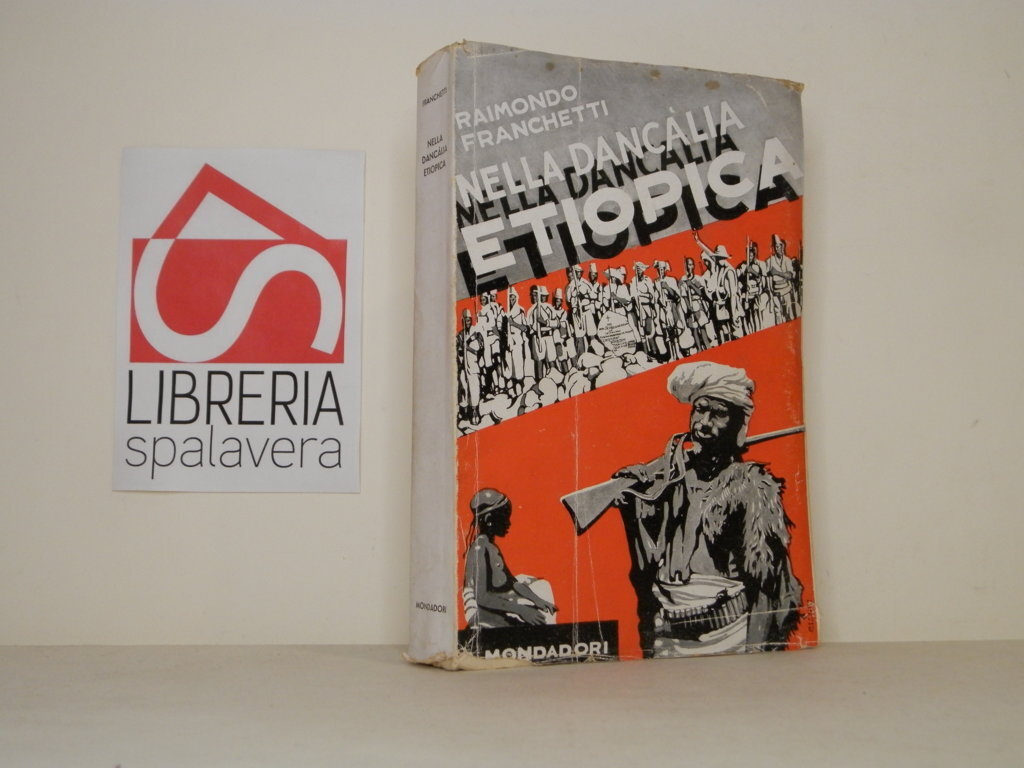 LIBRERIA
spalavera
FRANCHETTI
NELLA
DANCÀLIA
ETIOPICA
MONDADORI
RAIMONDO
FRANCHETTI
NELLA DANCÀLIA
ETIOPICA
MONDADORI